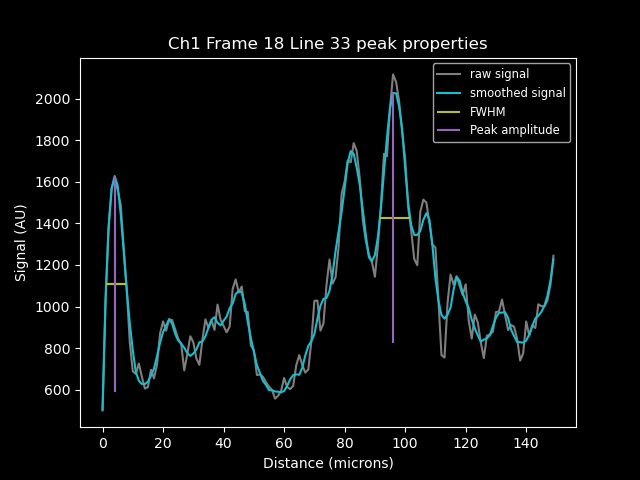 Ch1 Frame 18 Line 33 peak properties
raw signal
smoothed signal
FWHM
Peak amplitude
Signal (AU)
2000
1800
1600
1400
1200
1000
800
600
0 20 40 60 80 100 120 140
Distance (microns)